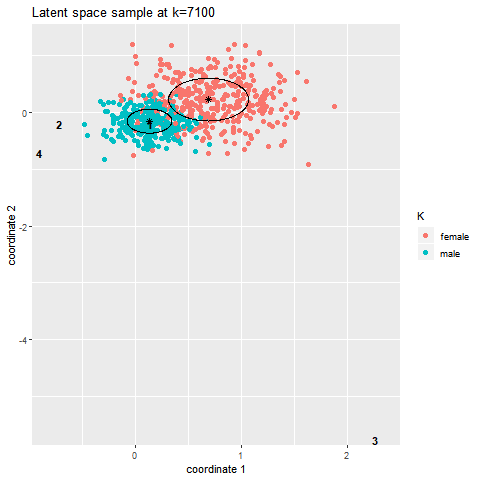 Latent space sample at k=7100
0
-2
-4
coordinate 2
2
4
1
3
0
1
2
coordinate 1
K
female
male